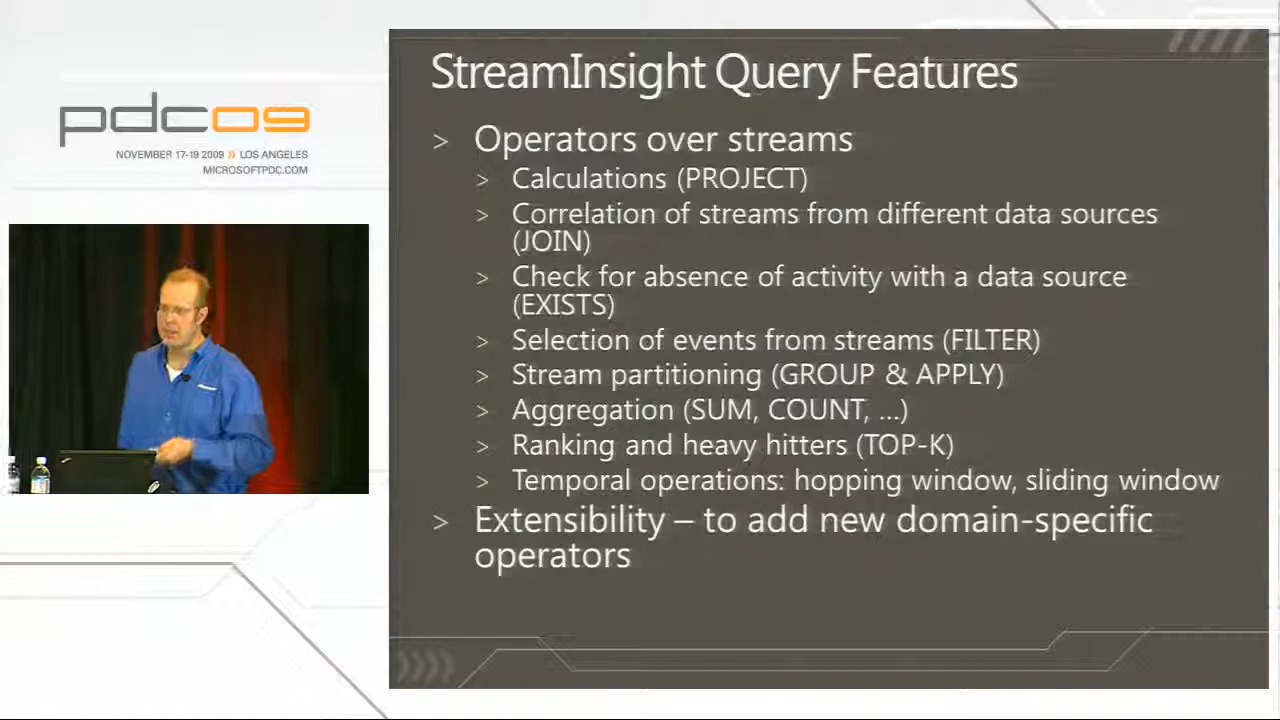 pdc09
NOVEMBER 17-19 2009 » LOS ANGELES
MICROSOFTPDC.COM
StreamInsight Query Features
> Operators over streams
> Calculations (PROJECT)
> Correlation of streams from different data sources
(JOIN)
> Check for absence of activity with a data source
(EXISTS)
> Selection of events from streams (FILTER)
> Stream partitioning (GROUP & APPLY)
> Aggregation (SUM, COUNT, ...)
> Ranking and heavy hitters (TOP-K)
> Temporal operations: hopping window, sliding window
> Extensibility – to add new domain-specific
operators